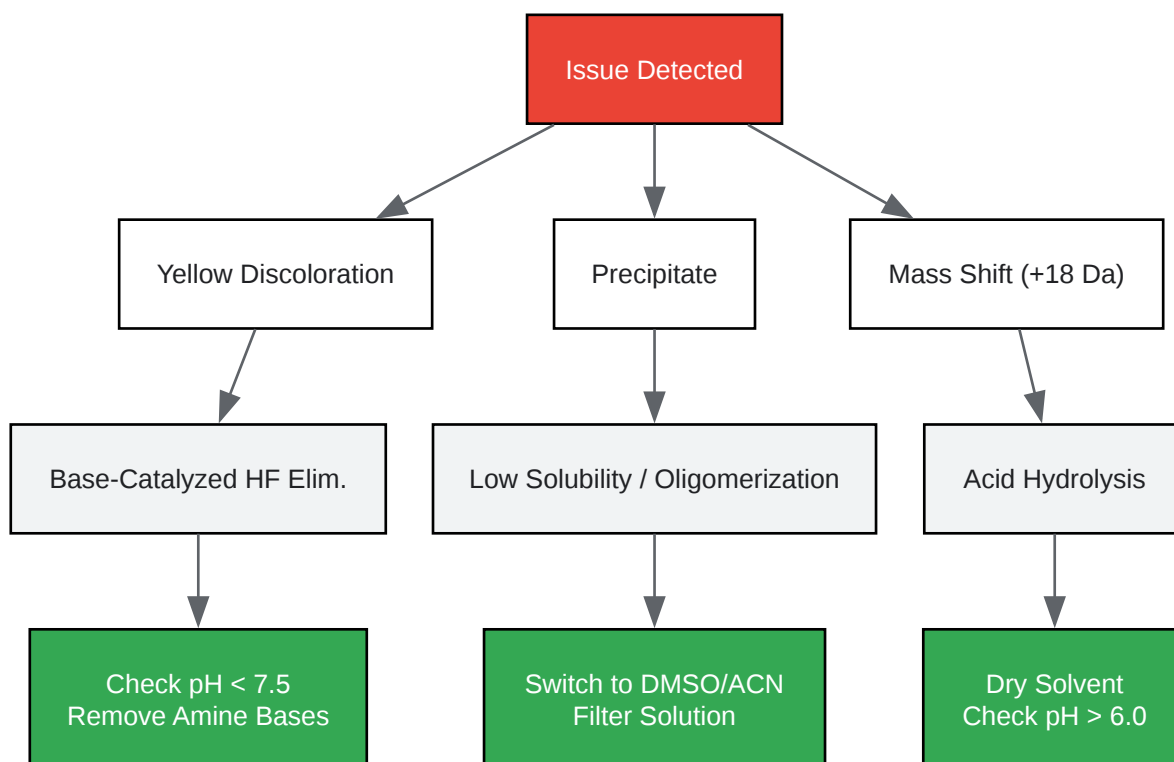 Issue Detected
Yellow Discoloration
Precipitate
Mass Shift (+18 Da)
Base-Catalyzed HF Elim.
Low Solubility / Oligomerization
Acid Hydrolysis
Check pH < 7.5
Remove Amine Bases
Switch to DMSO/ACN
Filter Solution
Dry Solvent
Check pH > 6.0